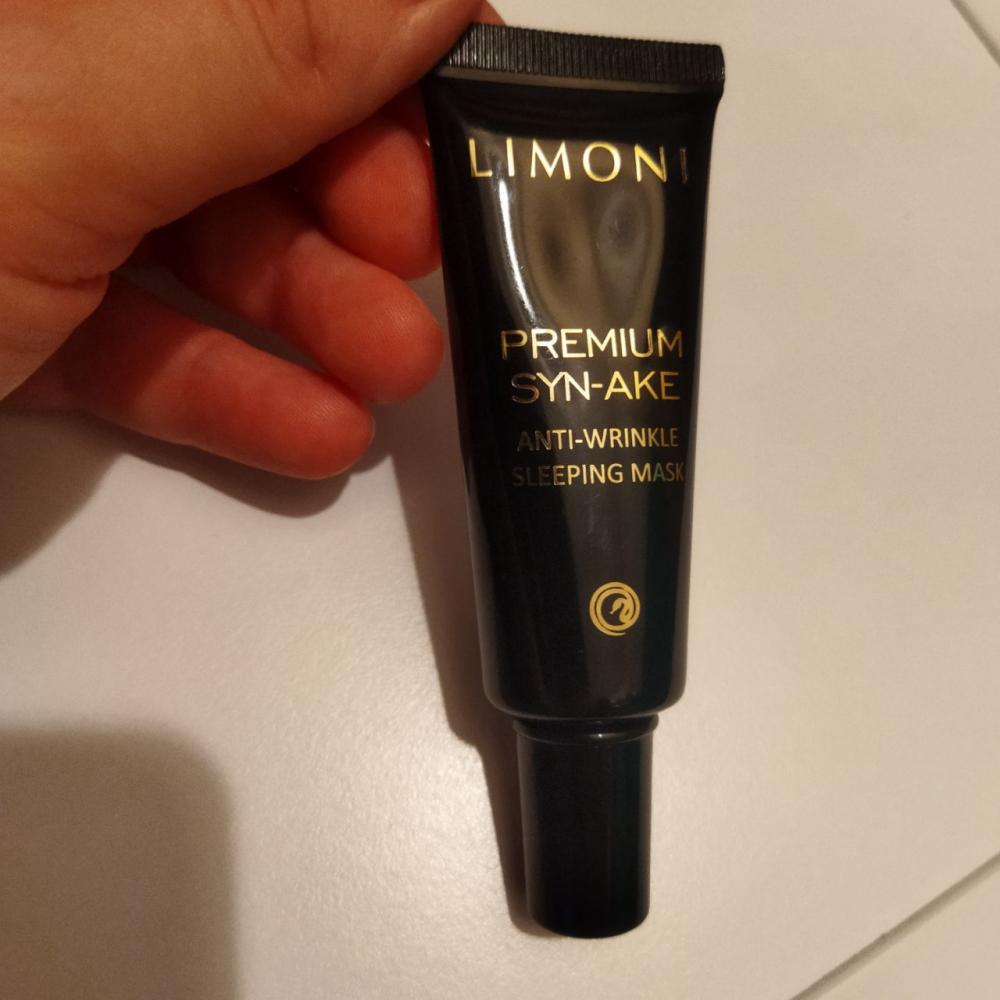 LIMONI
PREMIUM
SYN-AKE
ANTI-WRINKLE
SLEEPING MASK